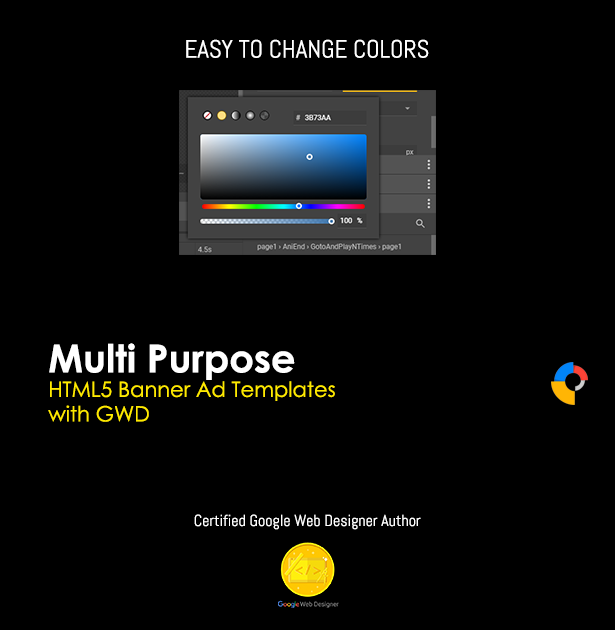 EASY TO CHANGE COLORS
# 3B73AA
px
100 %
4.5s
page1 › AniEnd › GotoAndPlayNTimes › page1
Multi Purpose
HTML5 Banner Ad Templates
with GWD
Certified Google Web Designer Author
</>
Google Web Designer